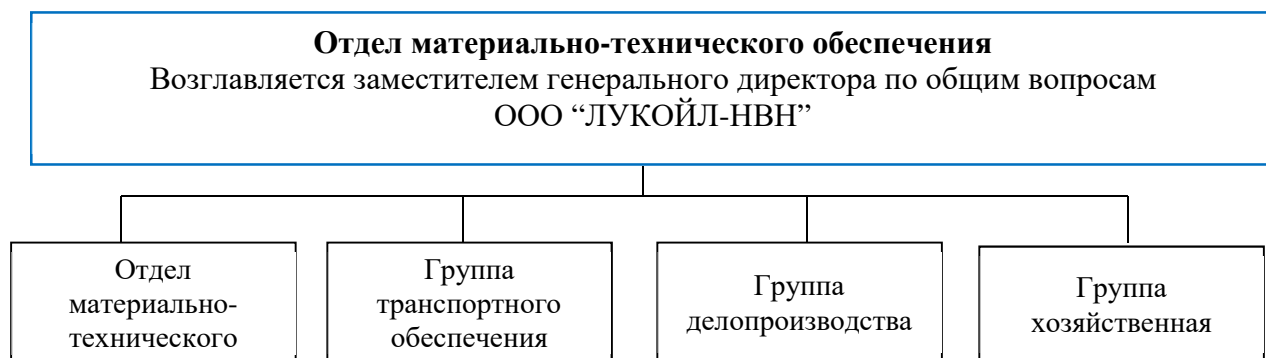 Отдел материально-технического обеспечения
Возглавляется заместителем генерального директора по общим вопросам
ООО “ЛУКОЙЛ-НВН”
Отдел
материально-
технического
Группа
транспортного
обеспечения
Группа
делопроизводства
Группа
хозяйственная